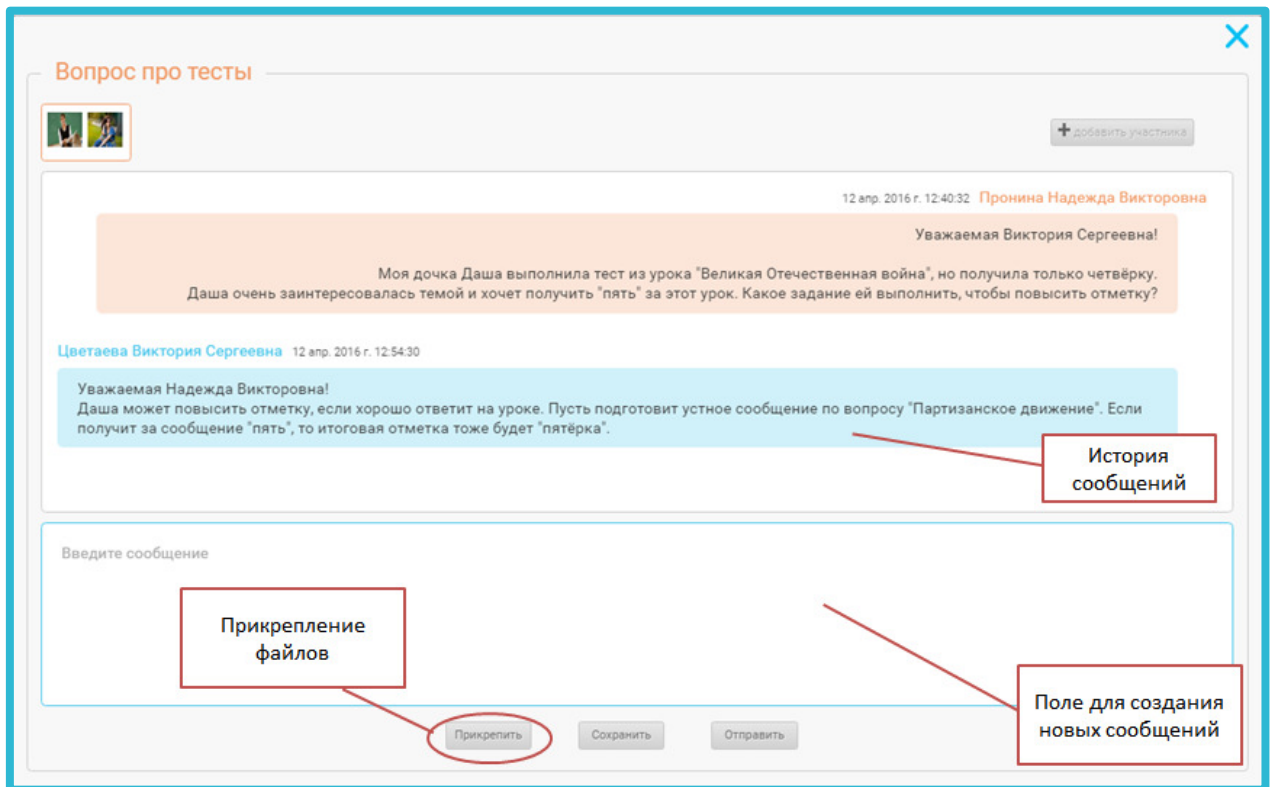 Вопрос про тесты
+ добавить участника
12 апр. 2016 г. 12:40:32 Пронина Надежда Викторовна
Уважаемая Виктория Сергеевна!
Моя дочка Даша выполнила тест из урока "Великая Отечественная война", но получила только четвёрку.
Даша очень заинтересовалась темой и хочет получить "пять" за этот урок. Какое задание ей выполнить, чтобы повысить отметку?
Цветаева Виктория Сергеевна 12 апр. 2016 г. 12:54:30
Уважаемая Надежда Викторовна!
Даша может повысить отметку, если хорошо ответит на уроке. Пусть подготовит устное сообщение по вопросу "Партизанское движение". Если
получит за сообщение "пять", то итоговая отметка тоже будет "пятёрка".
История
сообщений
Введите сообщение
Прикрепление
файлов
Поле для создания
новых сообщений
Прикрепить
Сохранить
Отправить